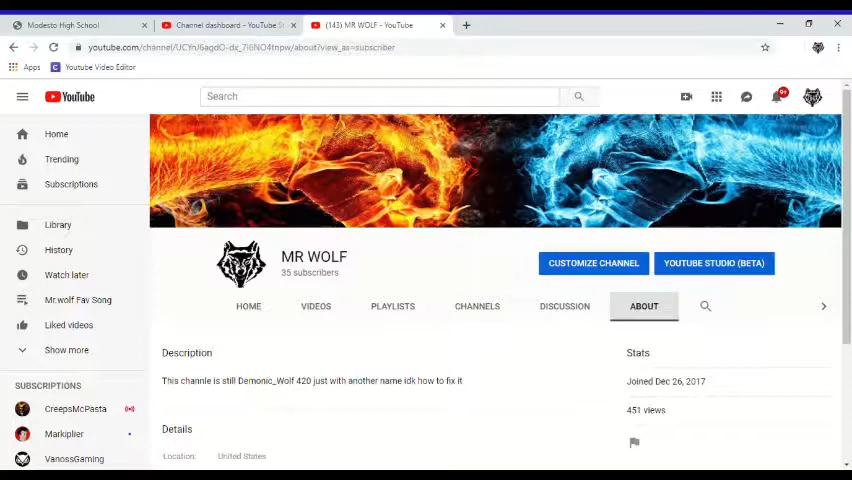 Modesto High School
Channel dashboard - YouTube St
(143) MR WOLF - YouTube
youtube.com/channel/UCYnJ6agdO-dx_7i6NO4tnpw/about?view_as=subscriber
Apps
Youtube Video Editor
YouTube
Search
9+
Home
Trending
Subscriptions
Library
History
Watch later
Mr.wolf Fav Song
Liked videos
Show more
SUBSCRIPTIONS
CreepsMcPasta
Markiplier
VanossGaming
MR WOLF
35 subscribers
CUSTOMIZE CHANNEL
YOUTUBE STUDIO (BETA)
HOME
VIDEOS
PLAYLISTS
CHANNELS
DISCUSSION
ABOUT
Description
This channle is still Demonic_Wolf 420 just with another name idk how to fix it
Details
Location:
United States
Stats
Joined Dec 26, 2017
451 views